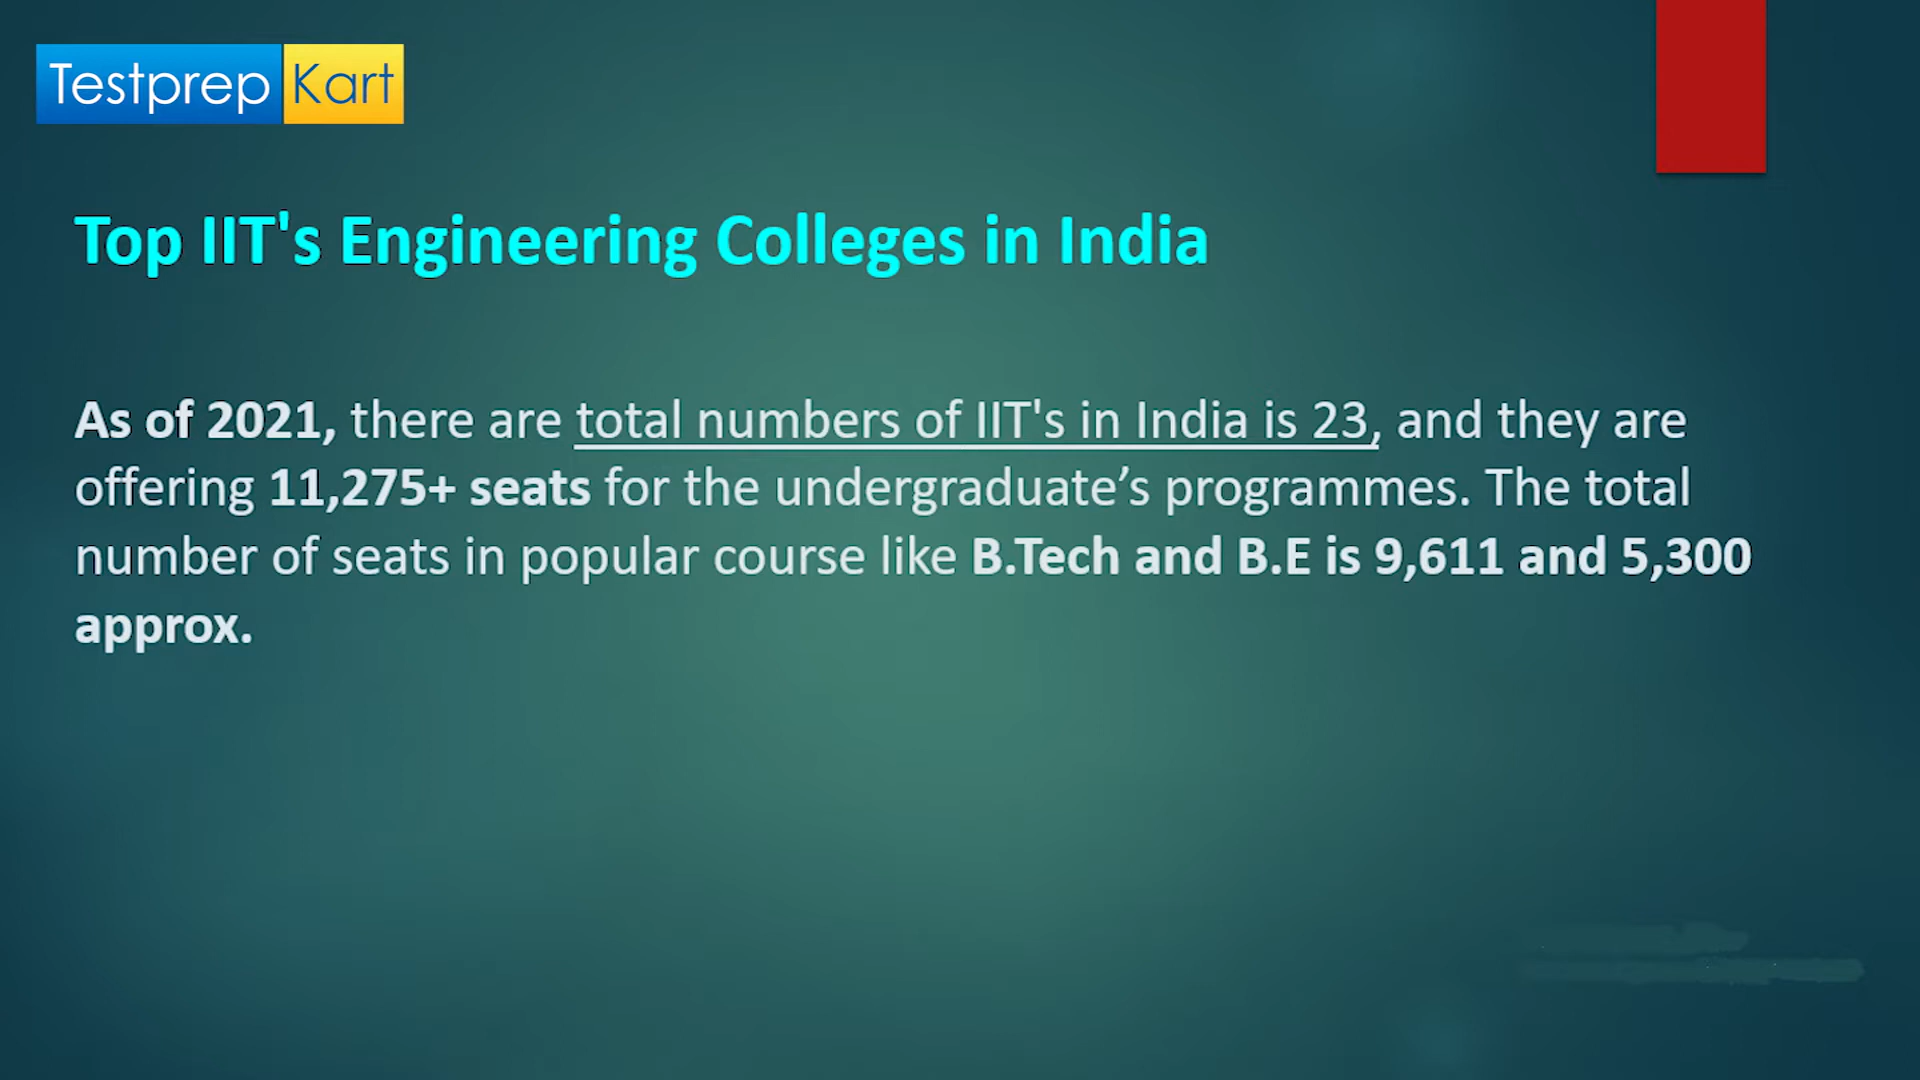 Testprep Kart
Top IIT's Engineering Colleges in India
As of 2021, there are total numbers of IIT's in India is 23, and they are
offering 11,275+ seats for the undergraduate’s programmes. The total
number of seats in popular course like B.Tech and B.E is 9,611 and 5,300
approx.